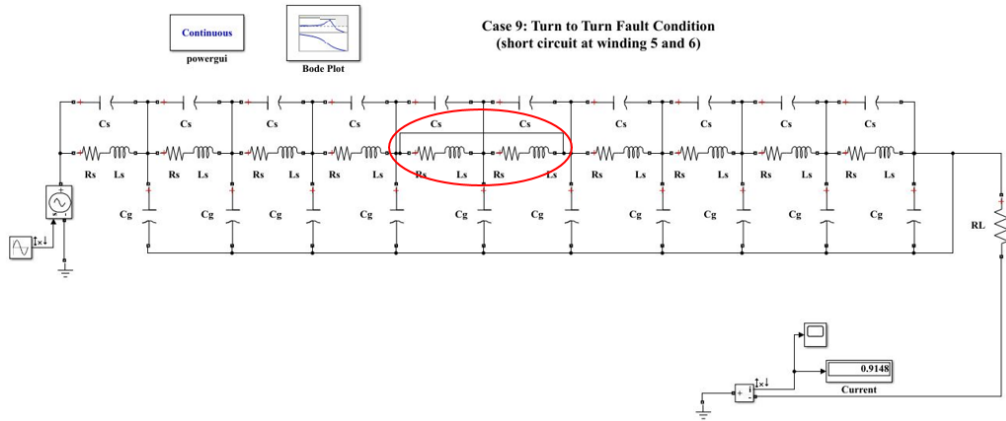 Case 9: Turn to Turn Fault Condition
(short circuit at winding 5 and 6)
Continuous
powergui
Bode Plot
Cs Cs Cs Cs Cs Cs Cs Cs Cs Cs
Rs Ls Rs Ls Rs Ls Rs Ls Rs Ls Rs Ls Rs Ls Rs Ls Rs Ls Rs Ls
Cg Cg Cg Cg Cg Cg Cg Cg Cg Cg
RL
0.9148
Current